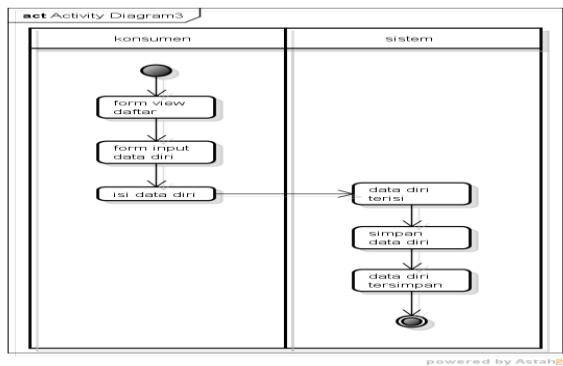 act Activity Diagram3
konsumen
sistem
form view
daftar
form input
data diri
isi data diri
data diri
terisi
simpan
data diri
data diri
tersimpan
powered by Astah